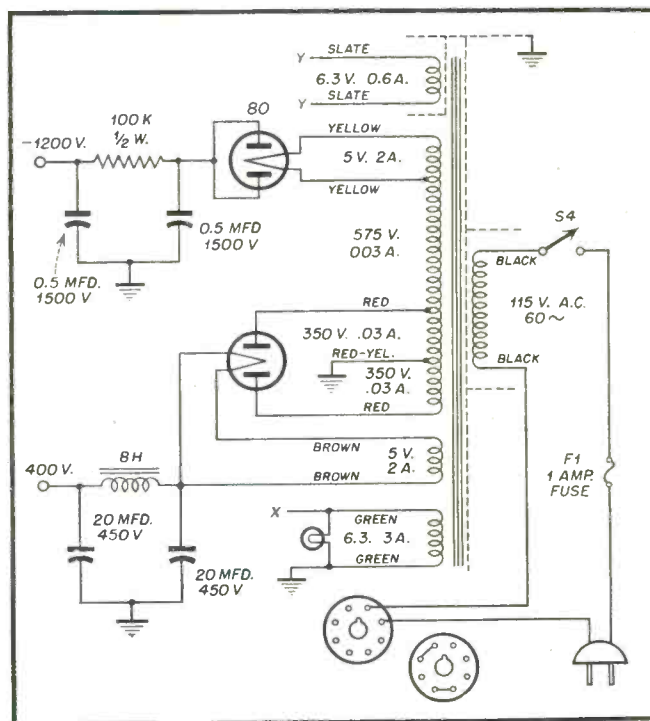 Y SLATE
6.3 V. 0.6 A.
Y SLATE
80
100 K
½ W.
-1200 V.
YELLOW
5 V. 2 A.
YELLOW
0.5 MFD
1500 V
0.5 MFD.
1500 V
575 V.
.003 A.
S4
BLACK
115 V. A.C.
60~
BLACK
RED
350 V. .03 A.
RED-YEL.
350 V.
.03 A.
RED
BROWN
5 V.
2 A.
BROWN
400 V.
8H
20 MFD.
450 V
20 MFD.
450 V
X
GREEN
6.3. 3 A.
GREEN
F1
1 AMP.
FUSE